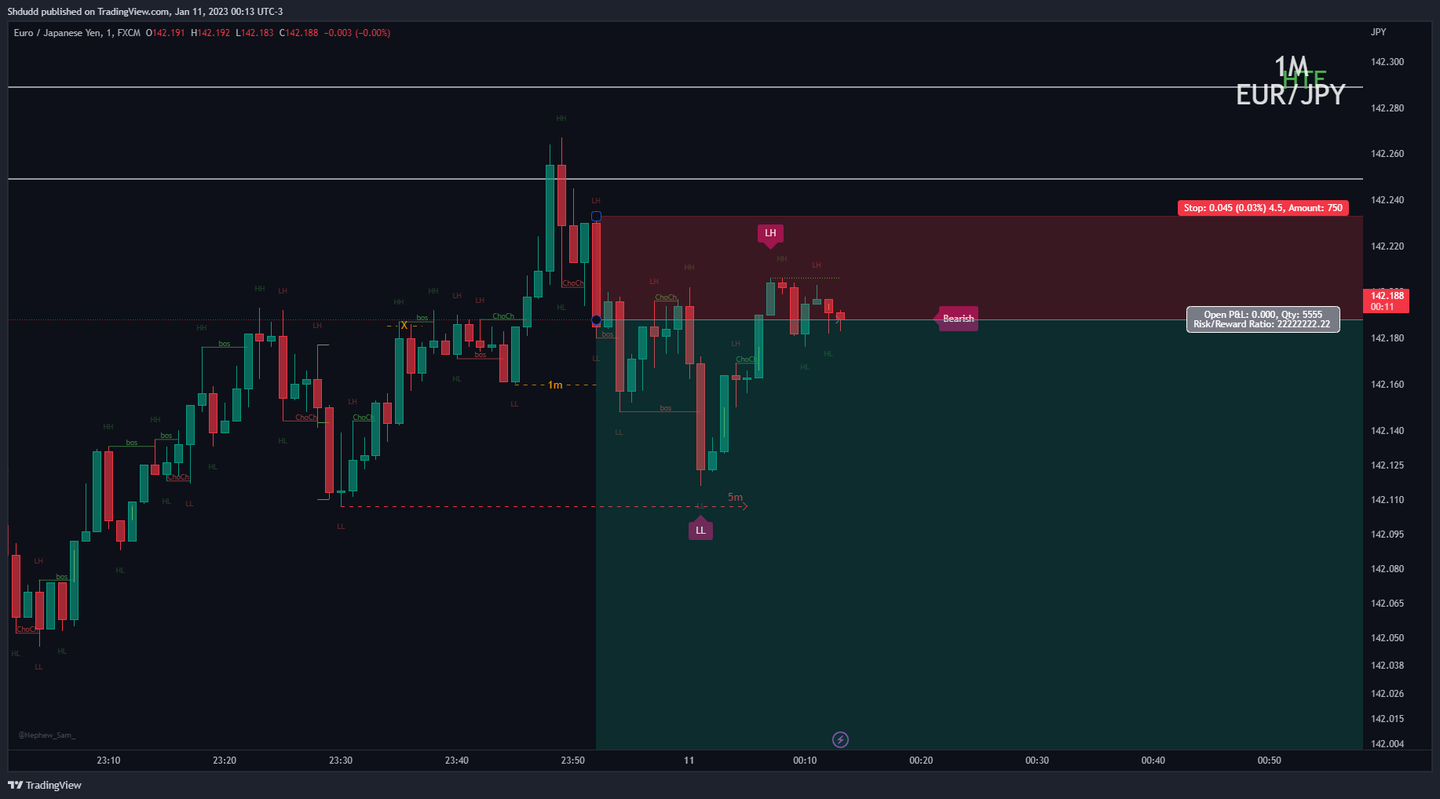 Shdudd published on TradingView.com, Jan 11, 2023 00:13 UTC-3
Euro / Japanese Yen, 1, FXCM O142.191 H142.192 L142.183 C142.188 −0.003 (−0.00%)
JPY
1M
HTF
EUR/JPY
142.300
142.280
142.260
142.240
142.220
142.188
00:11
142.180
142.160
142.140
142.125
142.110
142.095
142.080
142.065
142.050
142.038
142.026
142.015
142.004
Stop: 0.045 (0.03%) 4.5, Amount: 750
Open P&L: 0.000, Qty: 5555
Risk/Reward Ratio: 22222222.22
Bearish
LH
LL
HH
LH
LH
HH
HH
LH
HH
LH
HH
HH
LH
LH
HH
LH
LH
HH
HH
LH
LH
LH
HL
LL
HL
HL
HL
LL
HL
HL
LL
HL
LL
HL
LL
LL
HL
HL
ChoCh
bos
bos
bos
ChoCh
bos
ChoCh
ChoCh
X
bos
bos
ChoCh
ChoCh
bos
bos
ChoCh
ChoCh
1m
5m
@Nephew_Sam_
23:10
23:20
23:30
23:40
23:50
11
00:10
00:20
00:30
00:40
00:50
TradingView